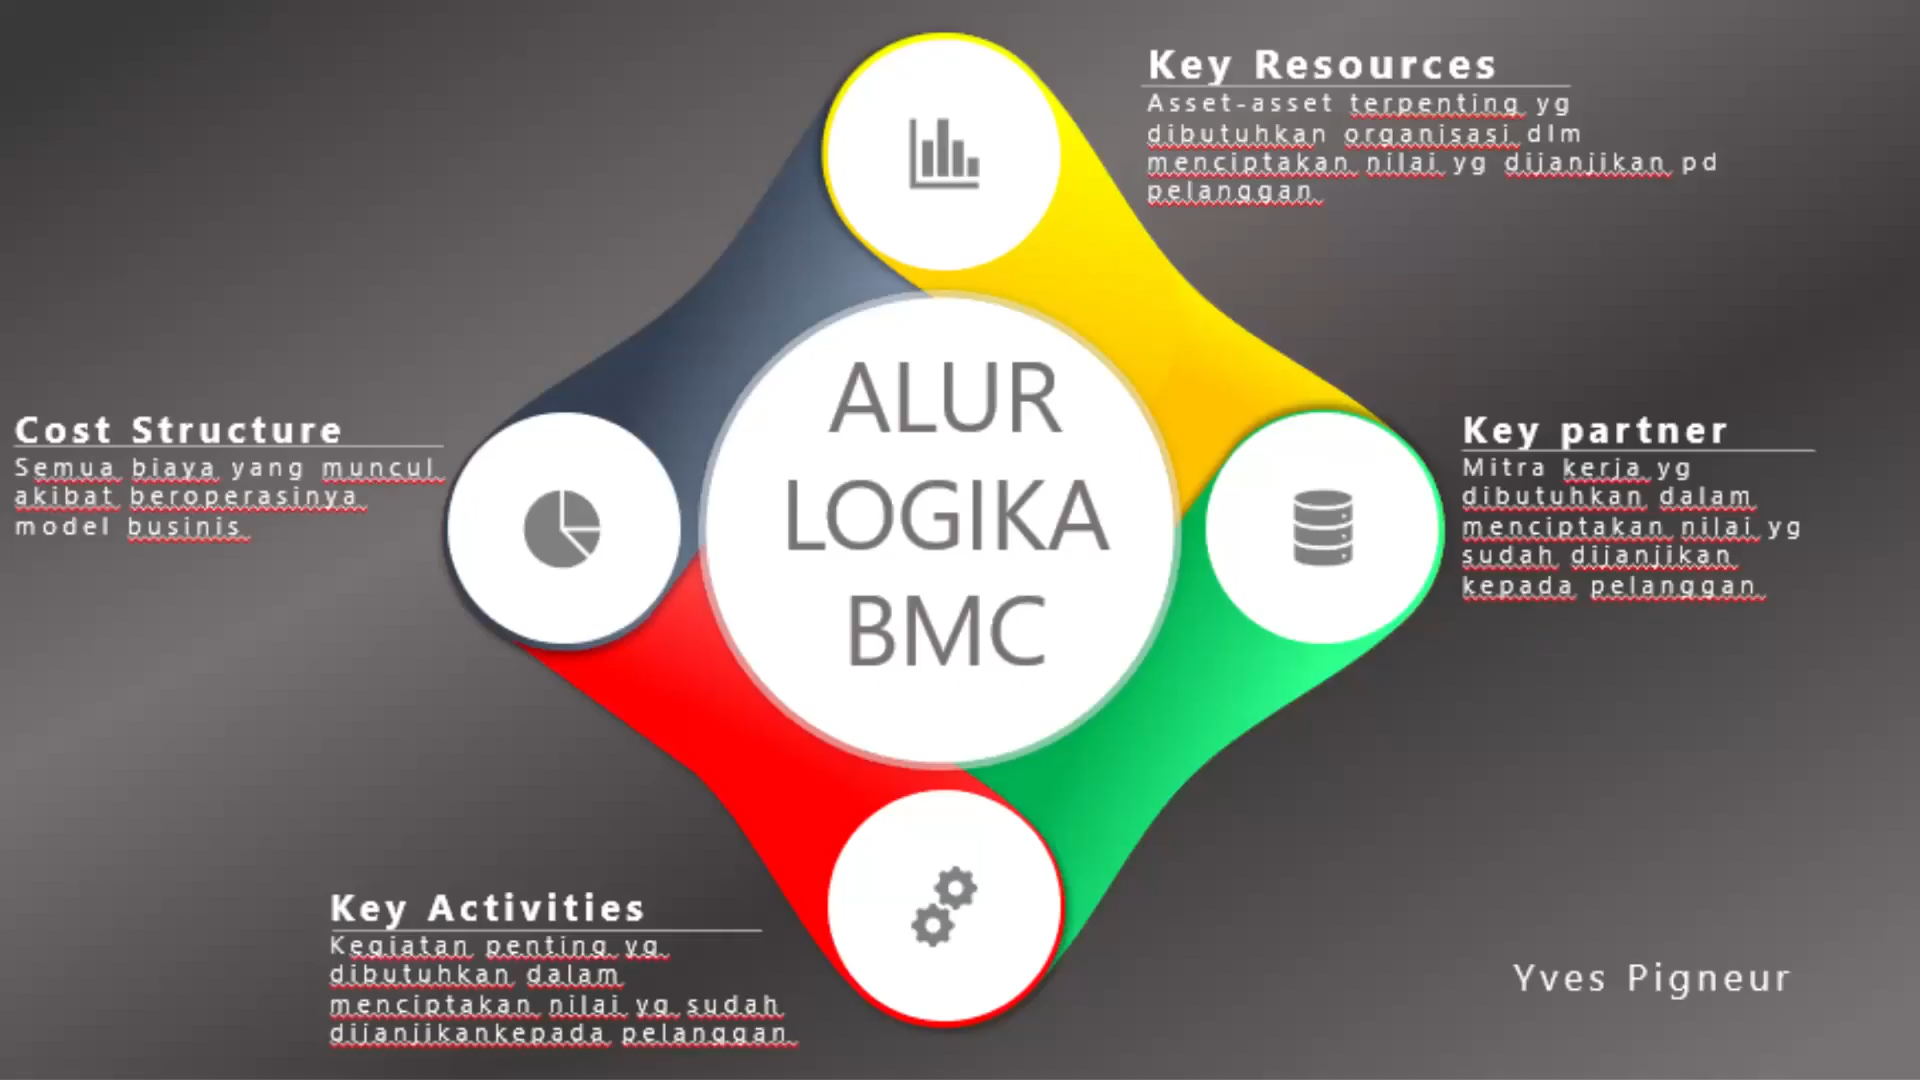 Key Resources
Asset-asset terpenting yg
dibutuhkan organisasi dlm
menciptakan nilai yg dijanjikan pd
pelanggan
ALUR
LOGIKA
BMC
Cost Structure
Semua biaya yang muncul
akibat beroperasinya
model businis
Key partner
Mitra kerja yg
dibutuhkan dalam
menciptakan nilai yg
sudah dijanjikan
kepada pelanggan
Key Activities
Kegiatan penting yg
dibutuhkan dalam
menciptakan nilai yg sudah
dijanjikankepada pelanggan
Yves Pigneur